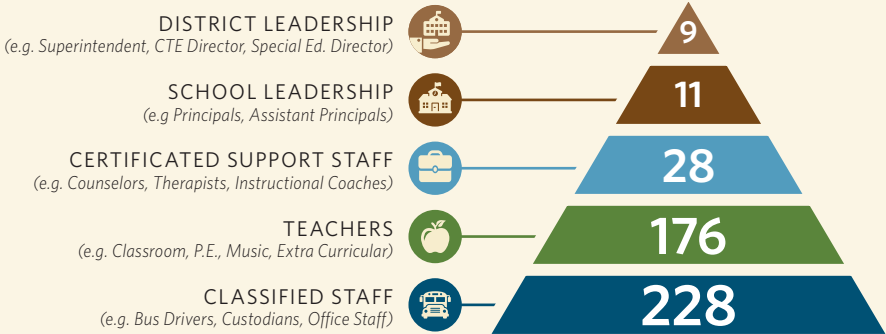 DISTRICT LEADERSHIP
(e.g. Superintendent, CTE Director, Special Ed. Director)
9
SCHOOL LEADERSHIP
(e.g Principals, Assistant Principals)
11
CERTIFICATED SUPPORT STAFF
(e.g. Counselors, Therapists, Instructional Coaches)
28
TEACHERS
(e.g. Classroom, P.E., Music, Extra Curricular)
176
CLASSIFIED STAFF
(e.g. Bus Drivers, Custodians, Office Staff)
228